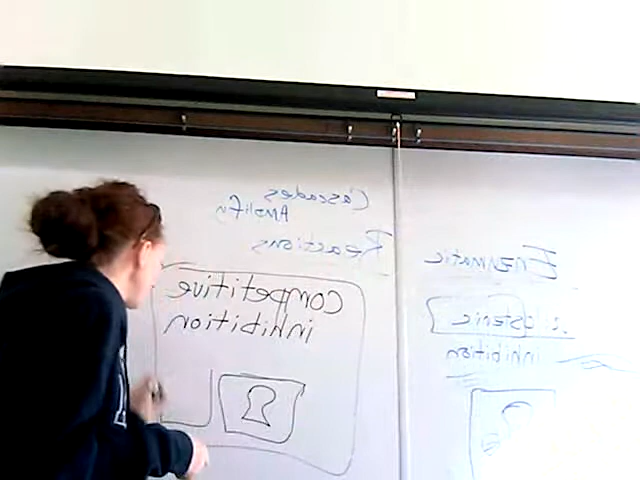 Cascades
Amplify
Reactions
competitive
inhibition
Enzymatic
inhibition